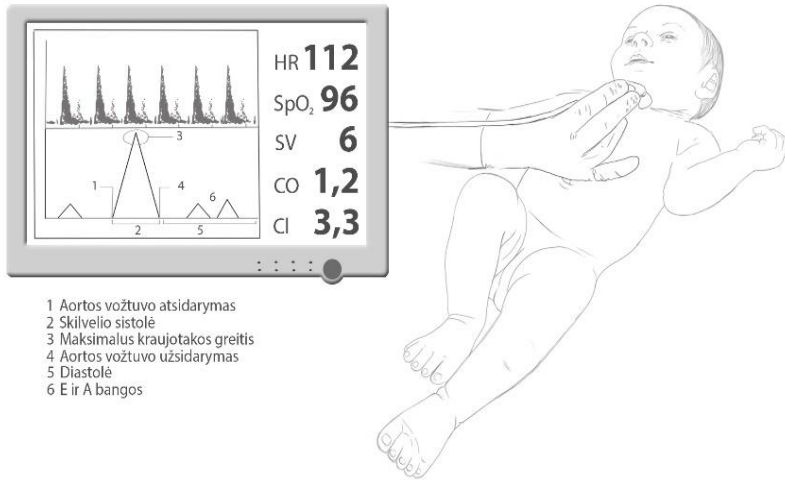 HR 112
SpO₂ 96
SV 6
CO 1,2
CI 3,3
3
1
4
6
2
5
1 Aortos vožtuvo atsidarymas
2 Skilvelio sistolė
3 Maksimalus kraujotakos greitis
4 Aortos vožtuvo užsidarymas
5 Diastolė
6 E ir A bangos